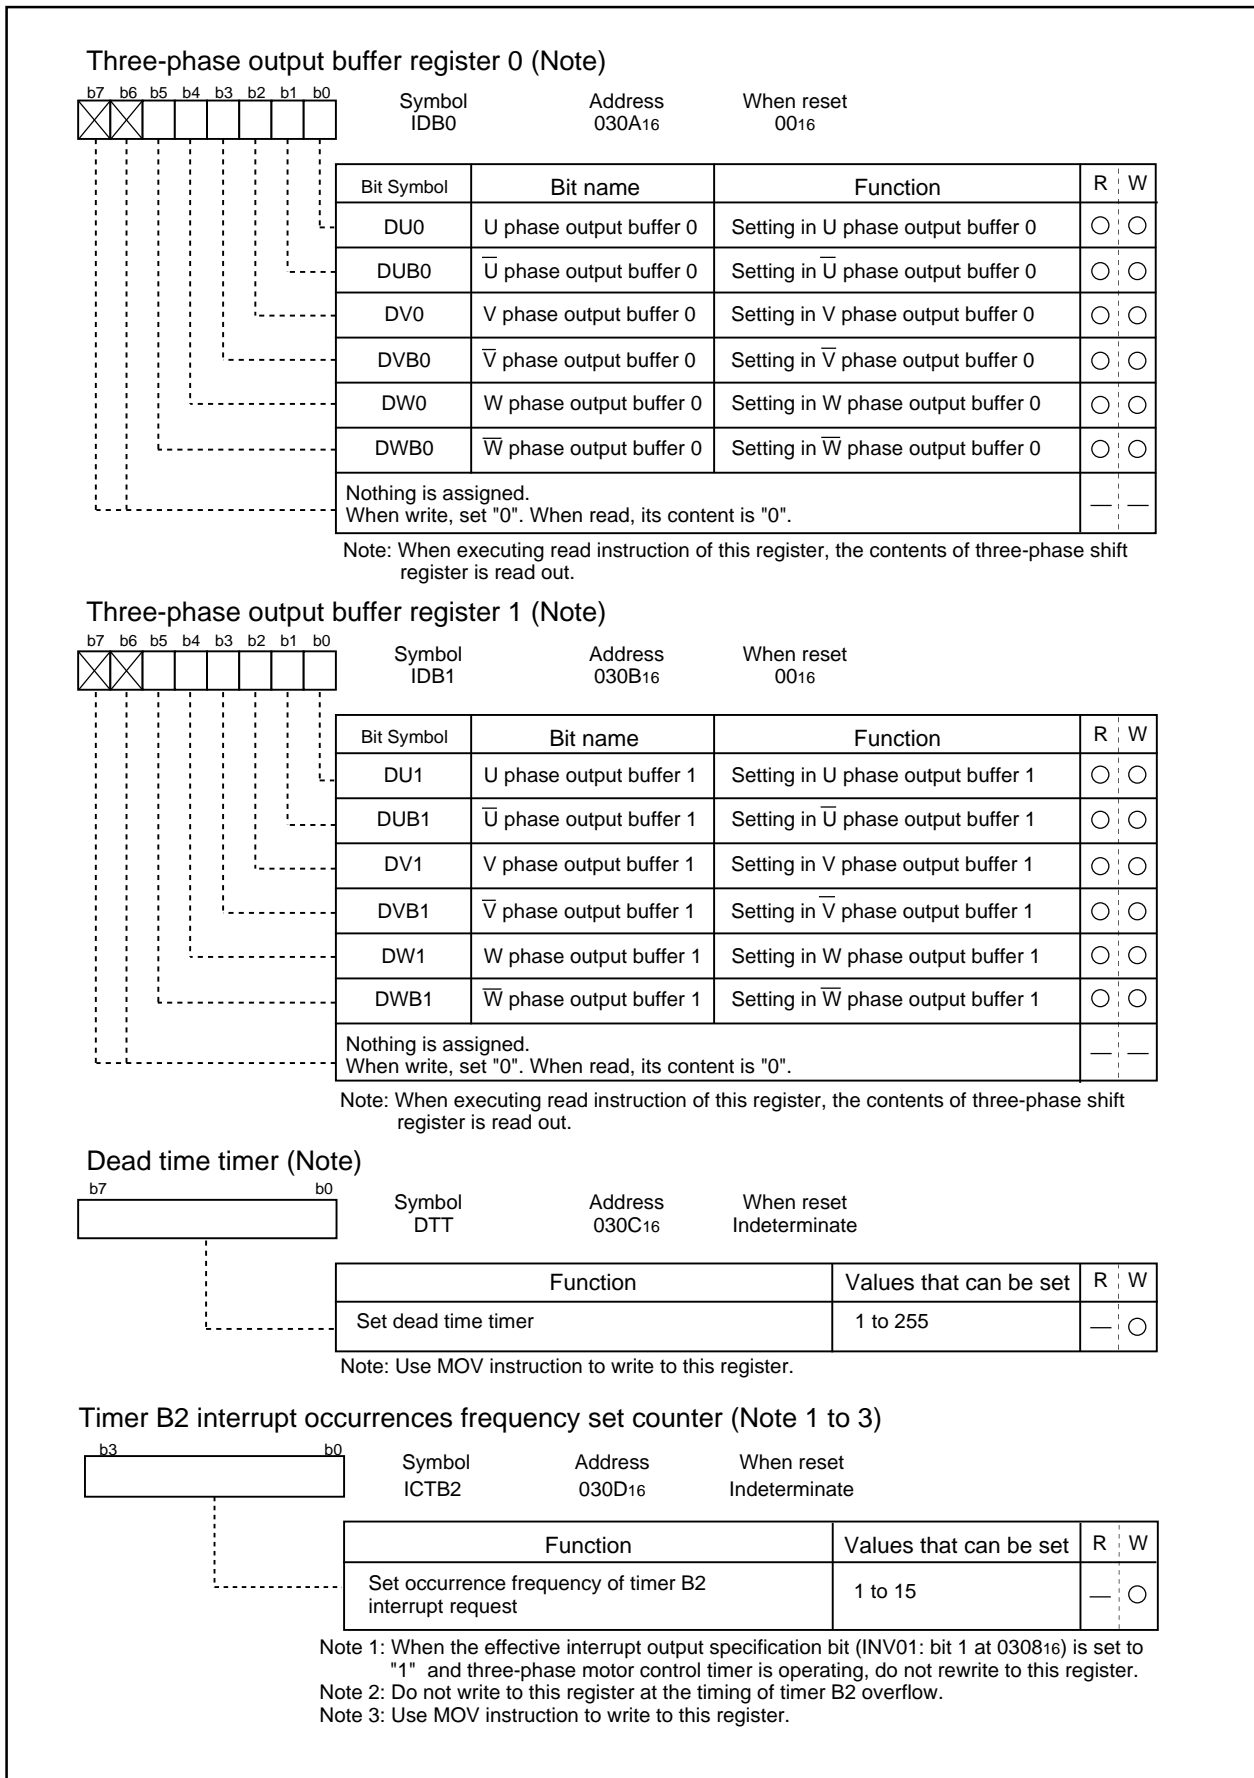 Three-phase output buffer register 0 (Note)
b7 b6 b5 b4 b3 b2 b1 b0
Symbol Address When reset
IDB0 030A16 0016
Bit Symbol Bit name Function R W
DU0 U phase output buffer 0 Setting in U phase output buffer 0 ○ ○
DUB0 U̅ phase output buffer 0 Setting in U̅ phase output buffer 0 ○ ○
DV0 V phase output buffer 0 Setting in V phase output buffer 0 ○ ○
DVB0 V̅ phase output buffer 0 Setting in V̅ phase output buffer 0 ○ ○
DW0 W phase output buffer 0 Setting in W phase output buffer 0 ○ ○
DWB0 W̅ phase output buffer 0 Setting in W̅ phase output buffer 0 ○ ○
Nothing is assigned.
When write, set "0". When read, its content is "0". — —
Note: When executing read instruction of this register, the contents of three-phase shift
register is read out.
Three-phase output buffer register 1 (Note)
b7 b6 b5 b4 b3 b2 b1 b0
Symbol Address When reset
IDB1 030B16 0016
Bit Symbol Bit name Function R W
DU1 U phase output buffer 1 Setting in U phase output buffer 1 ○ ○
DUB1 U̅ phase output buffer 1 Setting in U̅ phase output buffer 1 ○ ○
DV1 V phase output buffer 1 Setting in V phase output buffer 1 ○ ○
DVB1 V̅ phase output buffer 1 Setting in V̅ phase output buffer 1 ○ ○
DW1 W phase output buffer 1 Setting in W phase output buffer 1 ○ ○
DWB1 W̅ phase output buffer 1 Setting in W̅ phase output buffer 1 ○ ○
Nothing is assigned.
When write, set "0". When read, its content is "0". — —
Note: When executing read instruction of this register, the contents of three-phase shift
register is read out.
Dead time timer (Note)
b7 b0
Symbol Address When reset
DTT 030C16 Indeterminate
Function Values that can be set R W
Set dead time timer 1 to 255 — ○
Note: Use MOV instruction to write to this register.
Timer B2 interrupt occurrences frequency set counter (Note 1 to 3)
b3 b0
Symbol Address When reset
ICTB2 030D16 Indeterminate
Function Values that can be set R W
Set occurrence frequency of timer B2
interrupt request 1 to 15 — ○
Note 1: When the effective interrupt output specification bit (INV01: bit 1 at 030816) is set to
"1" and three-phase motor control timer is operating, do not rewrite to this register.
Note 2: Do not write to this register at the timing of timer B2 overflow.
Note 3: Use MOV instruction to write to this register.